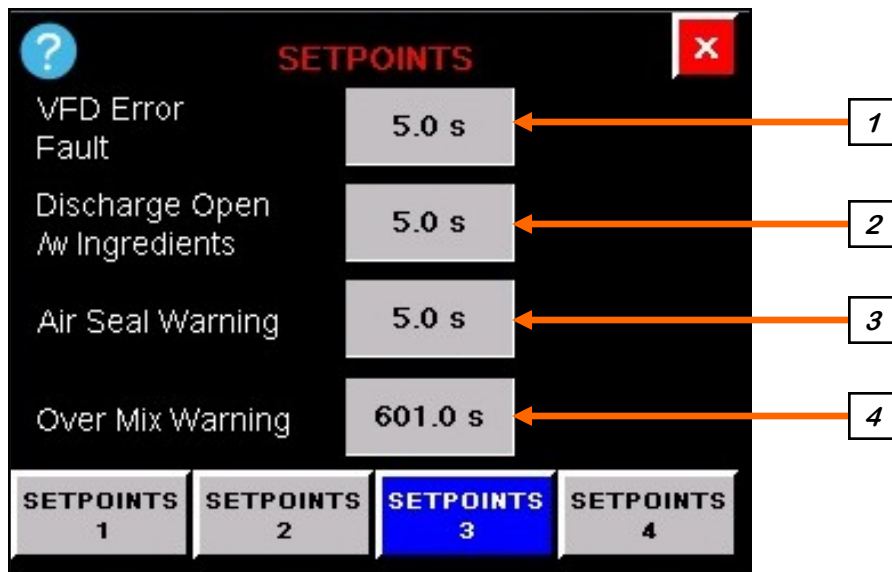 ?
SETPOINTS
X
VFD Error
Fault
5.0 s
1
Discharge Open
/w Ingredients
5.0 s
2
Air Seal Warning
5.0 s
3
Over Mix Warning
601.0 s
4
SETPOINTS
1
SETPOINTS
2
SETPOINTS
3
SETPOINTS
4